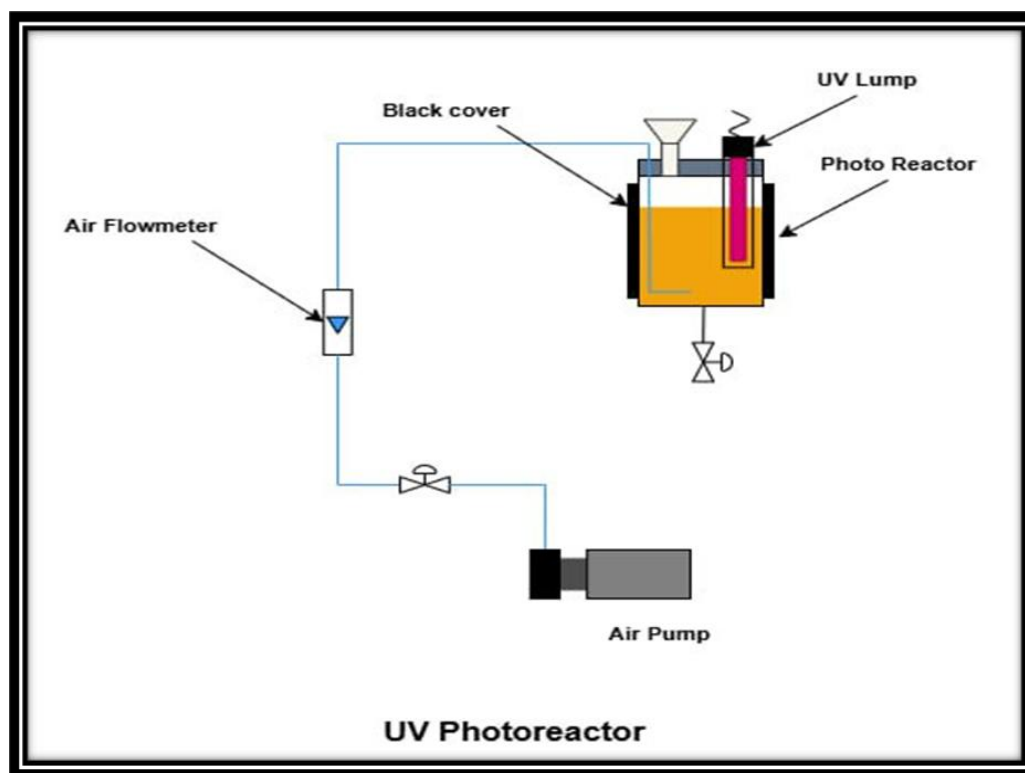 UV Lump
Black cover
Photo Reactor
Air Flowmeter
Air Pump
UV Photoreactor